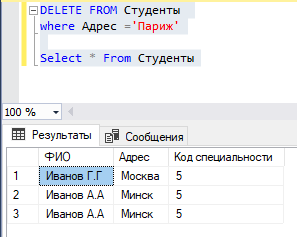 DELETE FROM Студенты
where Адрес ='Париж'
Select * From Студенты
100 %
Результаты Сообщения
ФИО Адрес Код специальности
1 Иванов Г.Г Москва 5
2 Иванов А.А Минск 5
3 Иванов А.А Минск 5